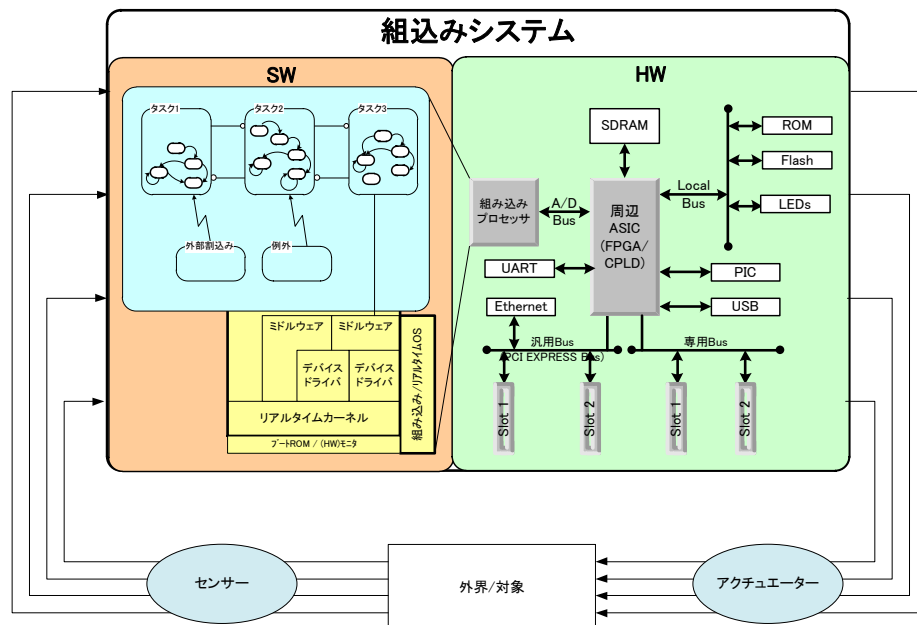 組込みシステム
SW
HW
タスク1
タスク2
タスク3
外部割込み
例外
ミドルウェア
ミドルウェア
デバイス
ドライバ
デバイス
ドライバ
リアルタイムカーネル
ブートROM / (HW)モニタ
組み込み/リアルタイムOS
SDRAM
ROM
Flash
LEDs
Local
Bus
組み込み
プロセッサ
A/D
Bus
周辺
ASIC
(FPGA/
CPLD)
UART
PIC
Ethernet
USB
汎用Bus
(PCI EXPRESS Bus)
専用Bus
Slot 1
Slot 2
Slot 1
Slot 2
センサー
外界/対象
アクチュエーター